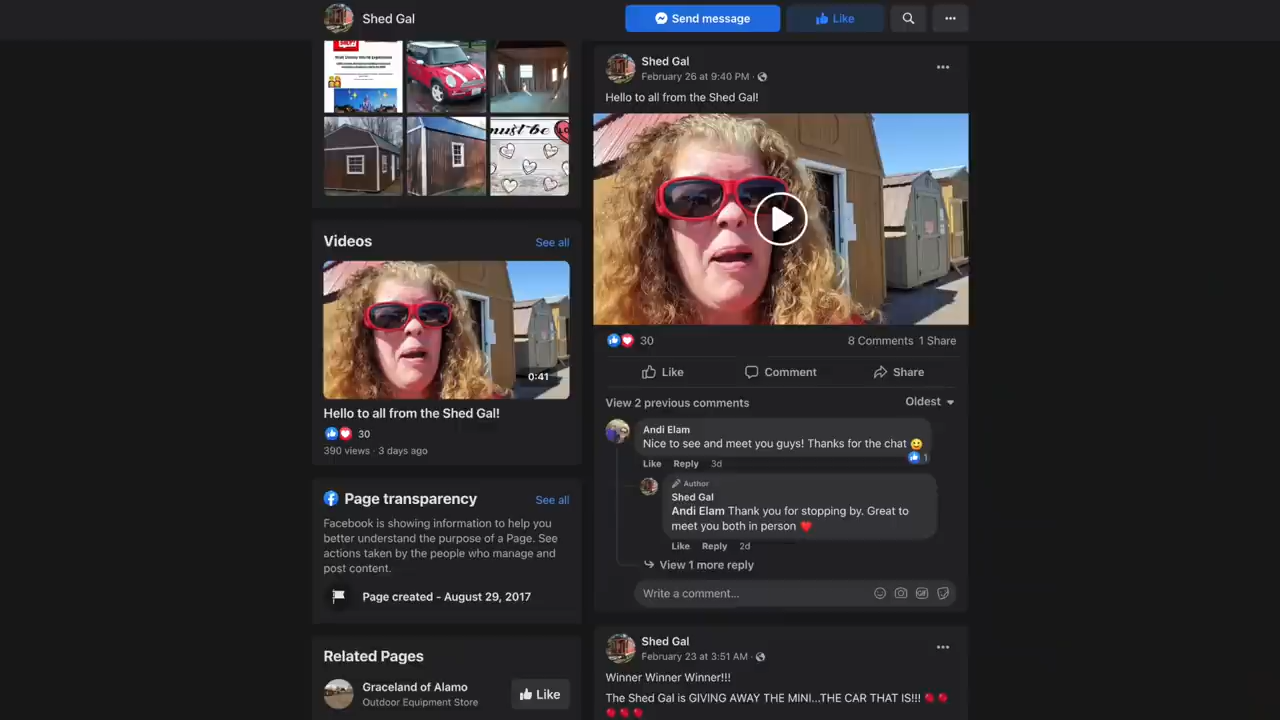 Shed Gal
Send message
Like
must be
Videos
See all
0:41
Hello to all from the Shed Gal!
30
390 views · 3 days ago
Page transparency
See all
Facebook is showing information to help you
better understand the purpose of a Page. See
actions taken by the people who manage and
post content.
Page created - August 29, 2017
Related Pages
Graceland of Alamo
Outdoor Equipment Store
Like
Shed Gal
February 26 at 9:40 PM ·
Hello to all from the Shed Gal!
30
8 Comments 1 Share
Like
Comment
Share
View 2 previous comments
Oldest
Andi Elam
Nice to see and meet you guys! Thanks for the chat 😀
1
Like Reply 3d
Author
Shed Gal
Andi Elam Thank you for stopping by. Great to
meet you both in person ❤️
Like Reply 2d
View 1 more reply
Write a comment...
GIF
Shed Gal
February 23 at 3:51 AM ·
Winner Winner Winner!!!
The Shed Gal is GIVING AWAY THE MINI...THE CAR THAT IS!!!